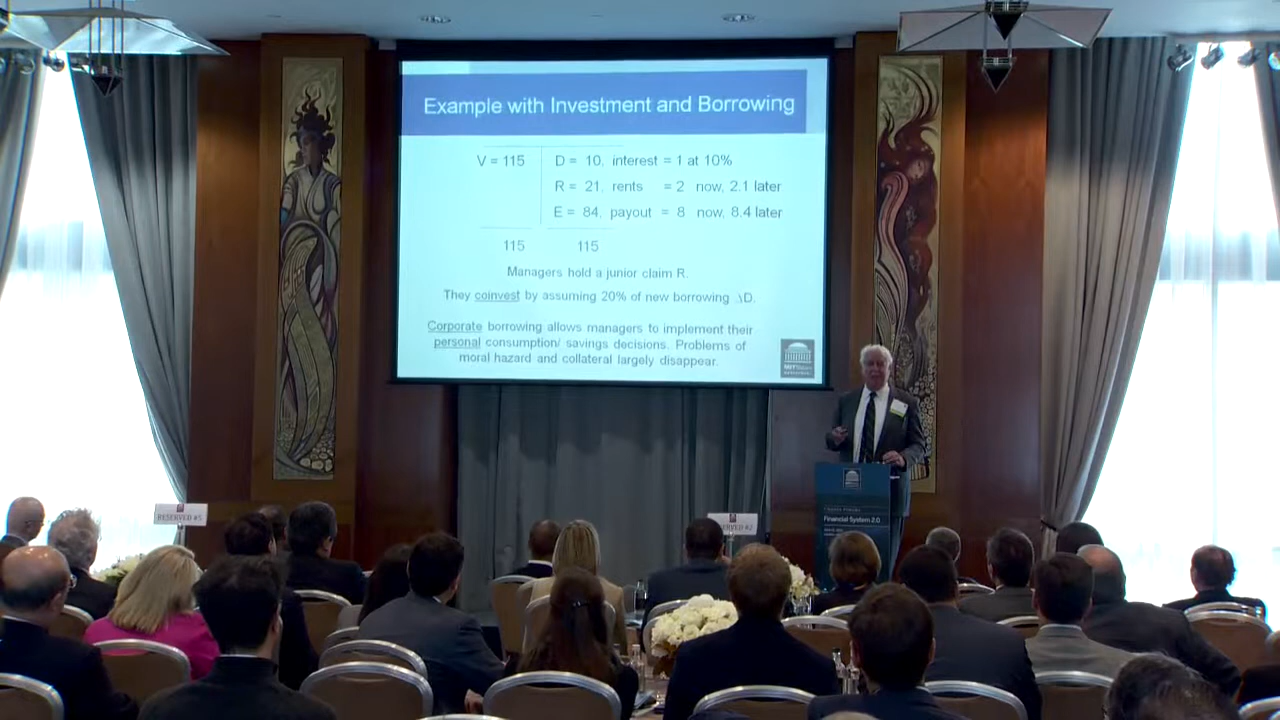 Example with Investment and Borrowing
V = 115 D = 10, interest = 1 at 10%
R = 21, rents = 2 now, 2.1 later
E = 84, payout = 8 now, 8.4 later
115 115
Managers hold a junior claim R.
They coinvest by assuming 20% of new borrowing ΔD.
Corporate borrowing allows managers to implement their
personal consumption/ savings decisions. Problems of
moral hazard and collateral largely disappear.
RESERVED #5
RESERVED #2
Financial System 2.0